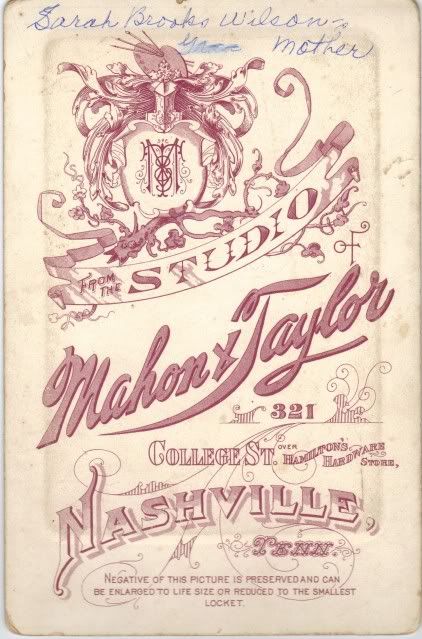 Sarah Brooks Wilson's
Mother
FROM THE STUDIO OF
Mahon & Taylor
321
COLLEGE ST. OVER HAMILTON'S HARDWARE STORE,
NASHVILLE,
TENN.
NEGATIVE OF THIS PICTURE IS PRESERVED AND CAN
BE ENLARGED TO LIFE SIZE OR REDUCED TO THE SMALLEST
LOCKET.